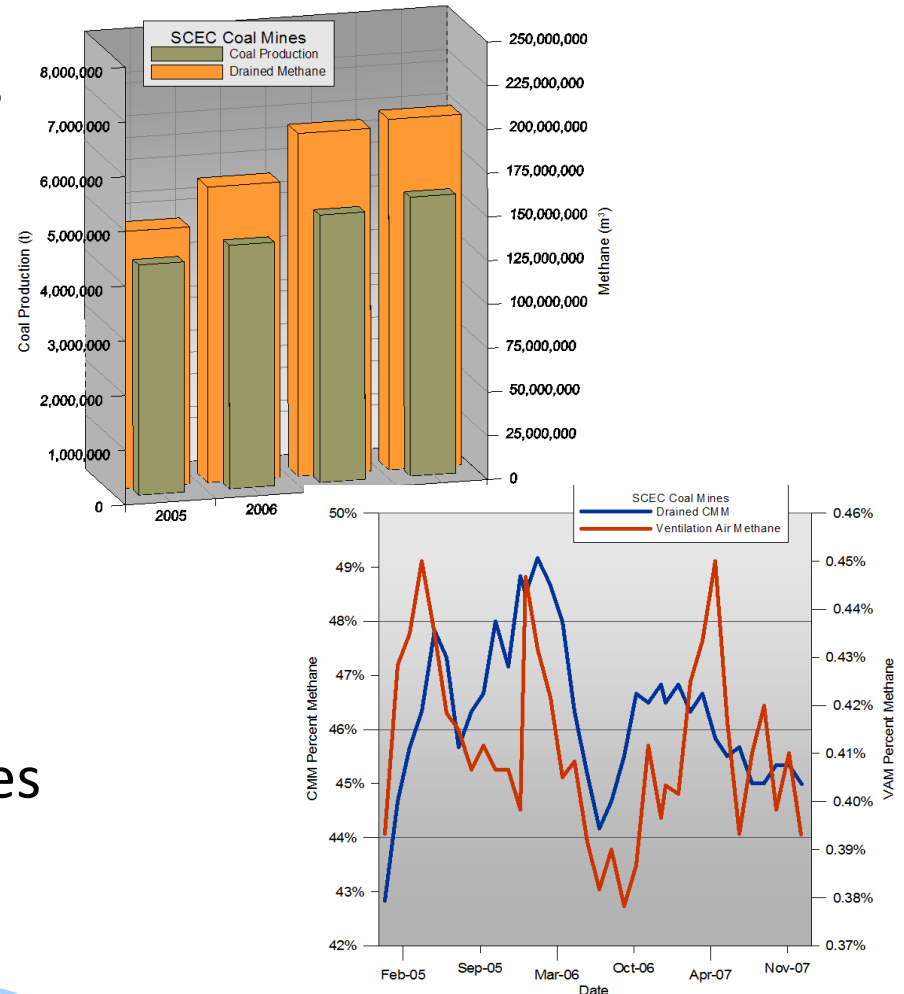 SCEC Coal Mines
Coal Production
Drained Methane
8,000,000
7,000,000
6,000,000
5,000,000
4,000,000
3,000,000
2,000,000
1,000,000
0
Coal Production (t)
250,000,000
225,000,000
200,000,000
175,000,000
150,000,000
125,000,000
100,000,000
75,000,000
50,000,000
25,000,000
0
Methane (m³)
2005
2006
es
SCEC Coal Mines
Drained CMM
Ventilation Air Methane
50%
49%
48%
47%
46%
45%
44%
43%
42%
CMM Percent Methane
0.46%
0.45%
0.44%
0.43%
0.42%
0.41%
0.40%
0.39%
0.38%
0.37%
VAM Percent Methane
Feb-05
Sep-05
Mar-06
Oct-06
Apr-07
Nov-07
Date